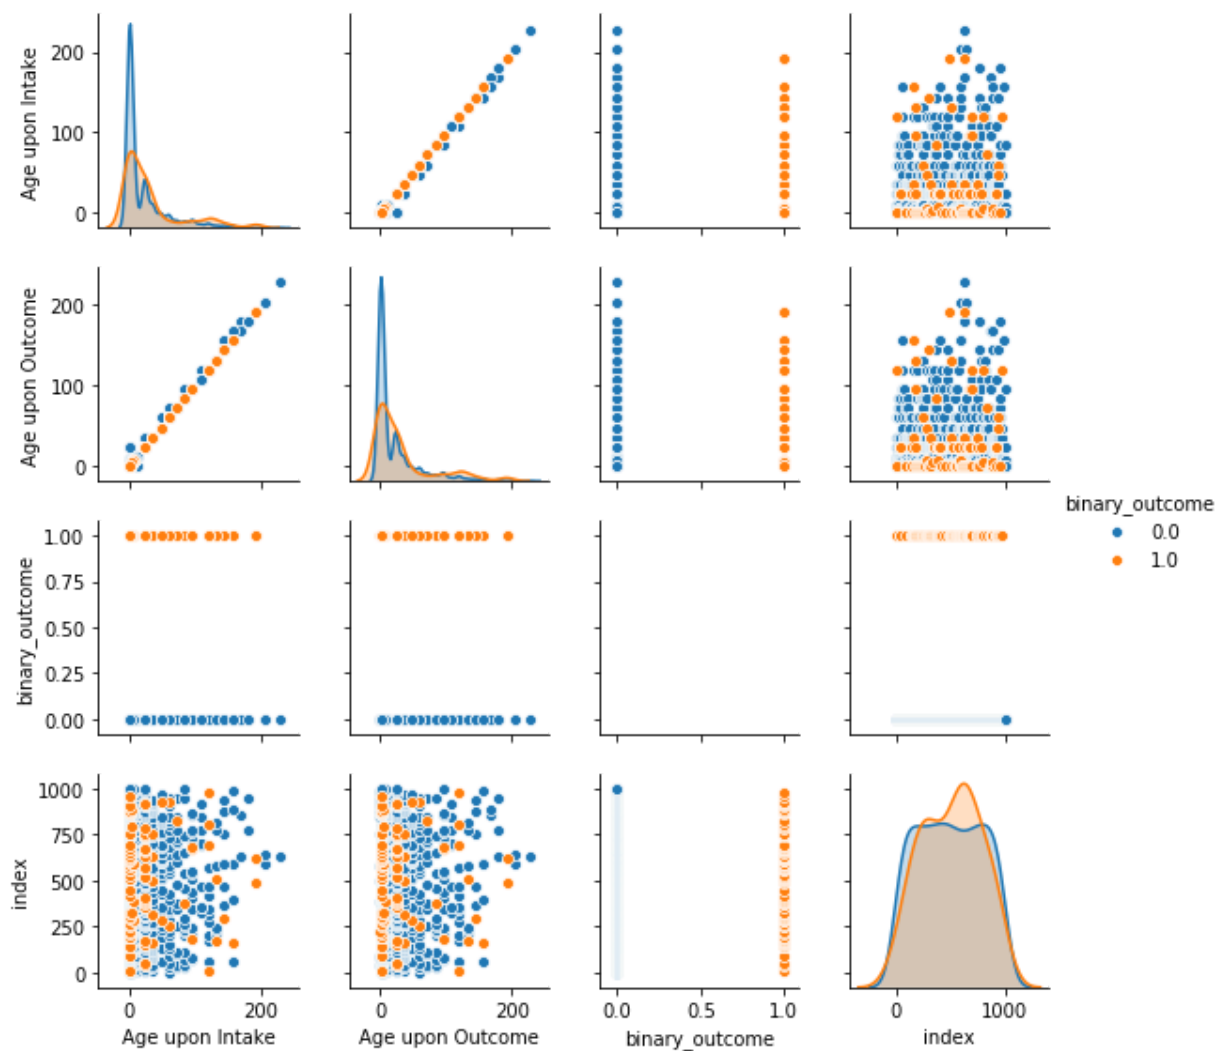 Age upon Intake
200
100
0
Age upon Outcome
200
100
0
binary_outcome
0.0
1.0
binary_outcome
1.00
0.75
0.50
0.25
0.00
index
1000
750
500
250
0
0 200 0 200 0.0 0.5 1.0 0 1000
Age upon Intake Age upon Outcome binary_outcome index